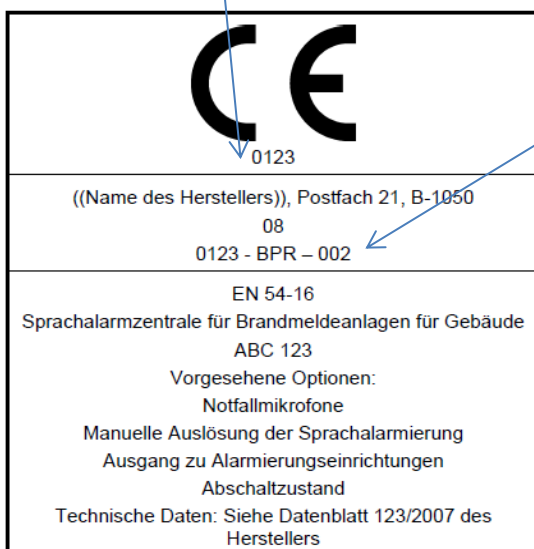 CE
0123
((Name des Herstellers)), Postfach 21, B-1050
08
0123 - BPR – 002
EN 54-16
Sprachalarmzentrale für Brandmeldeanlagen für Gebäude
ABC 123
Vorgesehene Optionen:
Notfallmikrofone
Manuelle Auslösung der Sprachalarmierung
Ausgang zu Alarmierungseinrichtungen
Abschaltzustand
Technische Daten: Siehe Datenblatt 123/2007 des
Herstellers